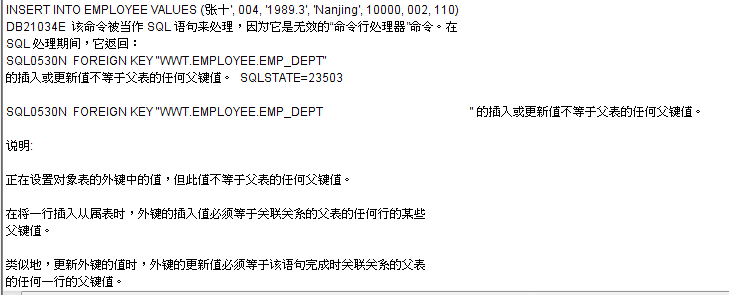 INSERT INTO EMPLOYEE VALUES ('张十', 004, '1989.3', 'Nanjing', 10000, 002, 110)
DB21034E 该命令被当作 SQL 语句来处理，因为它是无效的"命令行处理器"命令。在
SQL 处理期间，它返回：
SQL0530N FOREIGN KEY "WWT.EMPLOYEE.EMP_DEPT"
的插入或更新值不等于父表的任何父键值。 SQLSTATE=23503
SQL0530N FOREIGN KEY "WWT.EMPLOYEE.EMP_DEPT " 的插入或更新值不等于父表的任何父键值。
说明:
正在设置对象表的外键中的值，但此值不等于父表的任何父键值。
在将一行插入从属表时，外键的插入值必须等于关联关系的父表的任何行的某些
父键值。
类似地，更新外键的值时，外键的更新值必须等于该语句完成时关联关系的父表
的任何一行的父键值。